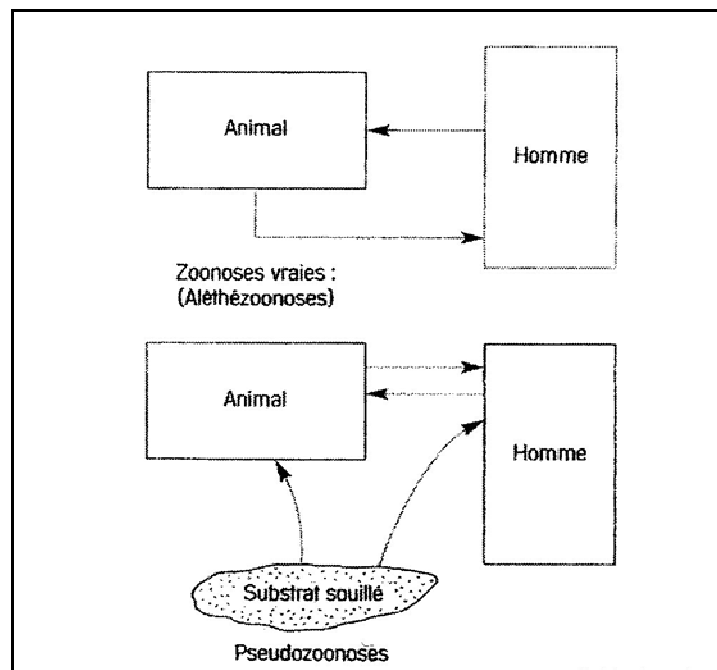 Animal
Homme
Zoonoses vraies :
(Aléthézoonoses)
Animal
Homme
Substrat souillé
Pseudozoonoses